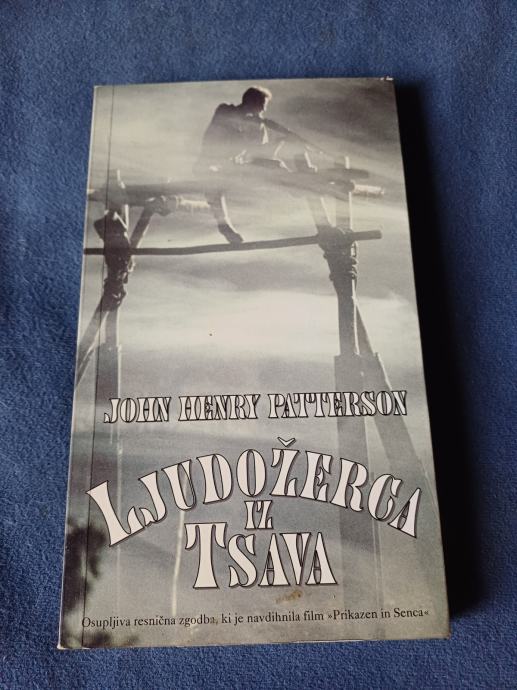 JOHN HENRY PATTERSON
LJUDOŽERCA
IZ
TSAVA
Osupljiva resnična zgodba, ki je navdihnila film »Prikazen in Senca«